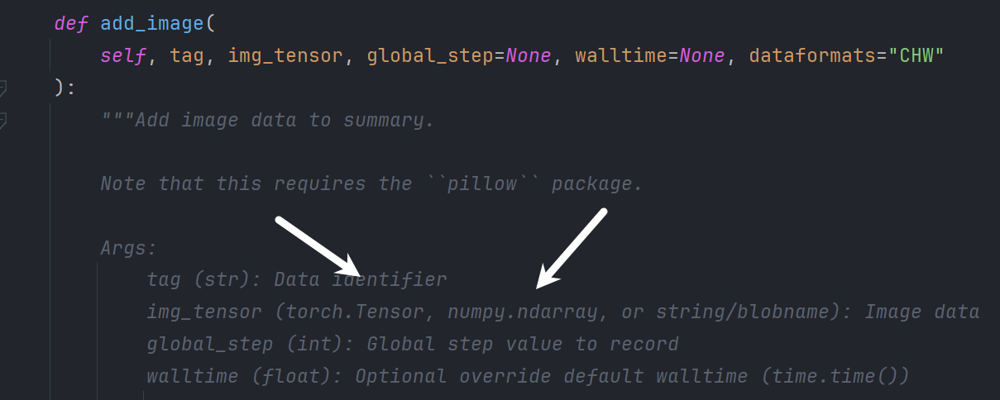 def add_image(
self, tag, img_tensor, global_step=None, walltime=None, dataformats="CHW"
):
"""Add image data to summary.
Note that this requires the ``pillow`` package.
Args:
tag (str): Data identifier
img_tensor (torch.Tensor, numpy.ndarray, or string/blobname): Image data
global_step (int): Global step value to record
walltime (float): Optional override default walltime (time.time())